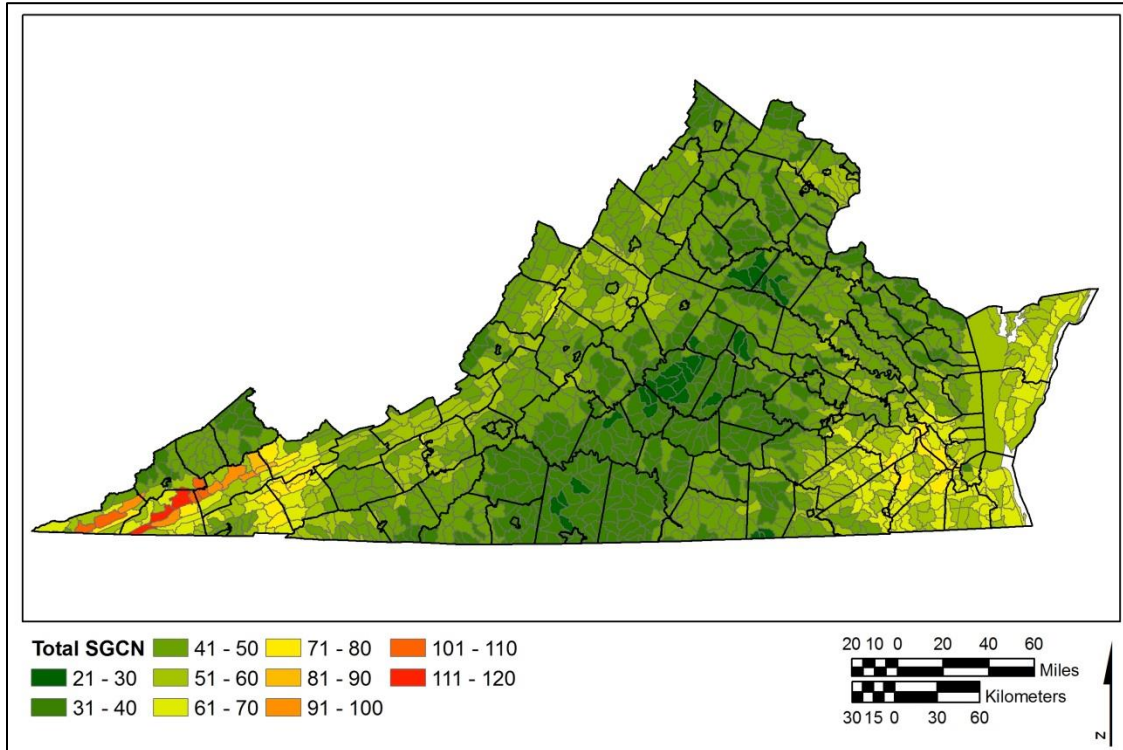 Total SGCN
21 - 30
31 - 40
41 - 50
51 - 60
61 - 70
71 - 80
81 - 90
91 - 100
101 - 110
111 - 120
20 10 0 20 40 60
Miles
Kilometers
30 15 0 30 60
N